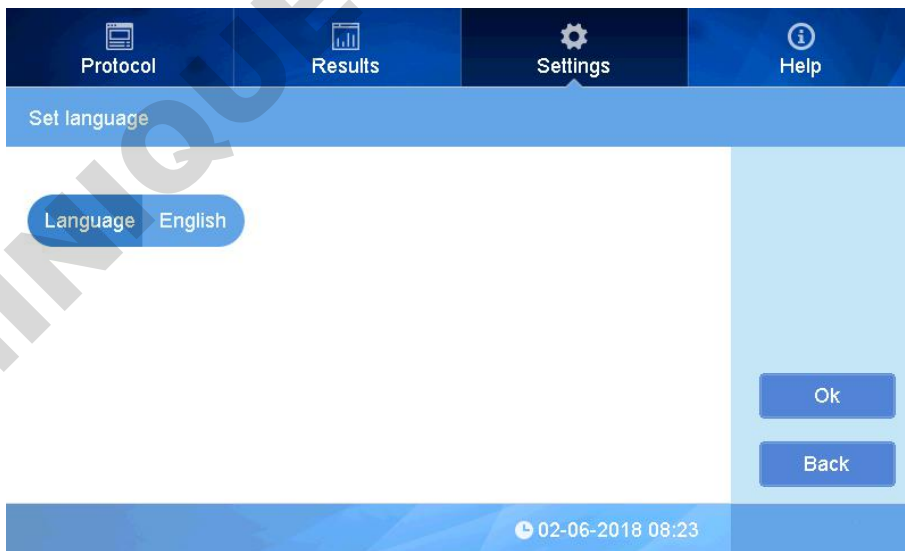 Protocol Results Settings Help
Set language
Language English
Ok
Back
02-06-2018 08:23